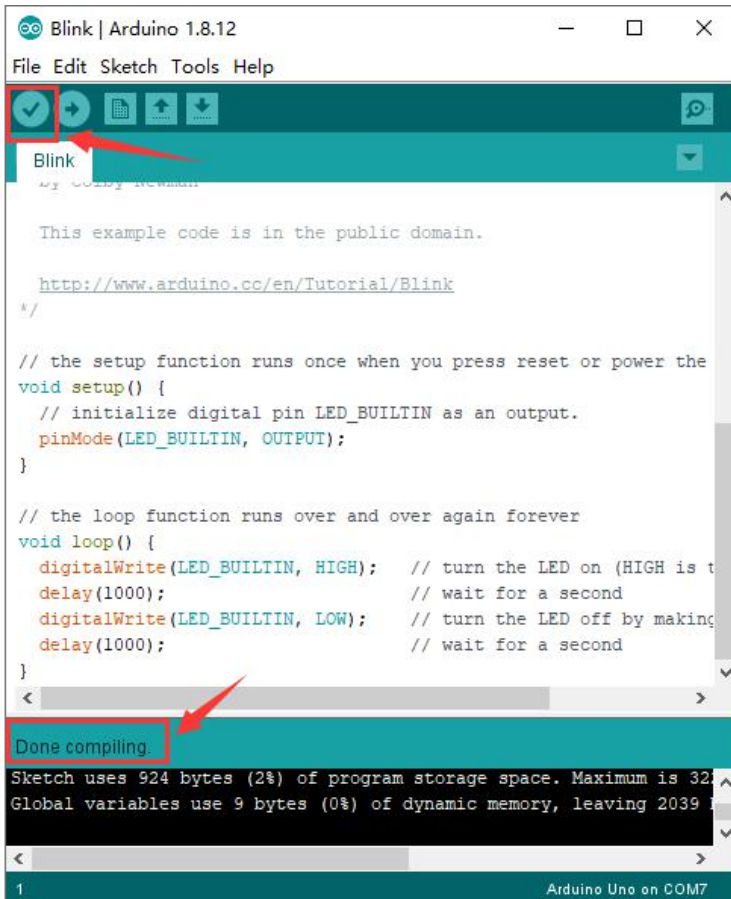 Blink | Arduino 1.8.12
File Edit Sketch Tools Help
Blink
by Colby Newman
This example code is in the public domain.
http://www.arduino.cc/en/Tutorial/Blink
*/
// the setup function runs once when you press reset or power the
void setup() {
// initialize digital pin LED_BUILTIN as an output.
pinMode(LED_BUILTIN, OUTPUT);
}
// the loop function runs over and over again forever
void loop() {
digitalWrite(LED_BUILTIN, HIGH); // turn the LED on (HIGH is t
delay(1000); // wait for a second
digitalWrite(LED_BUILTIN, LOW); // turn the LED off by making
delay(1000); // wait for a second
}
Done compiling.
Sketch uses 924 bytes (2%) of program storage space. Maximum is 32
Global variables use 9 bytes (0%) of dynamic memory, leaving 2039
1
Arduino Uno on COM7